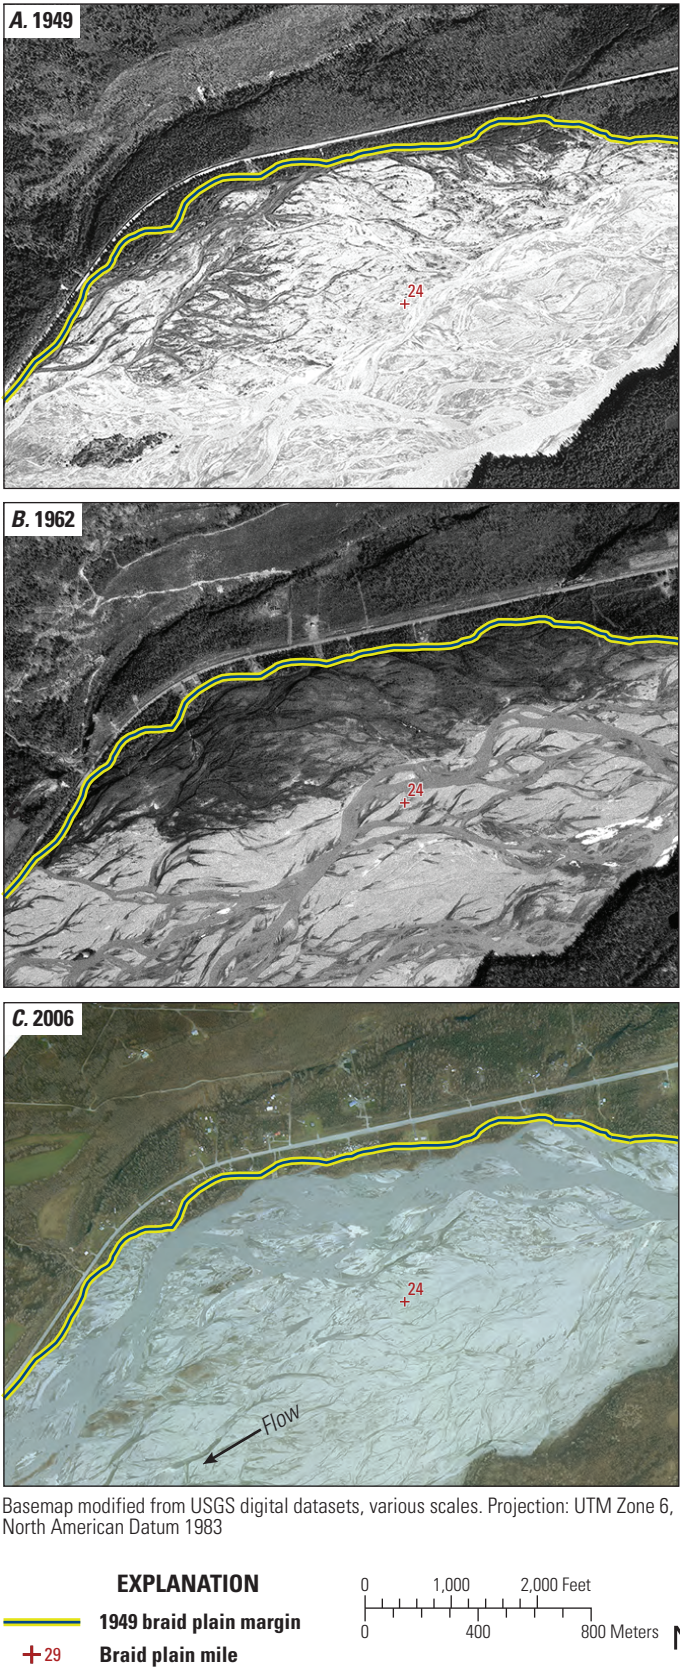 A. 1949
24
B. 1962
24
C. 2006
24
Flow
Basemap modified from USGS digital datasets, various scales. Projection: UTM Zone 6,
North American Datum 1983
EXPLANATION
1949 braid plain margin
29 Braid plain mile
0 1,000 2,000 Feet
0 400 800 Meters
N